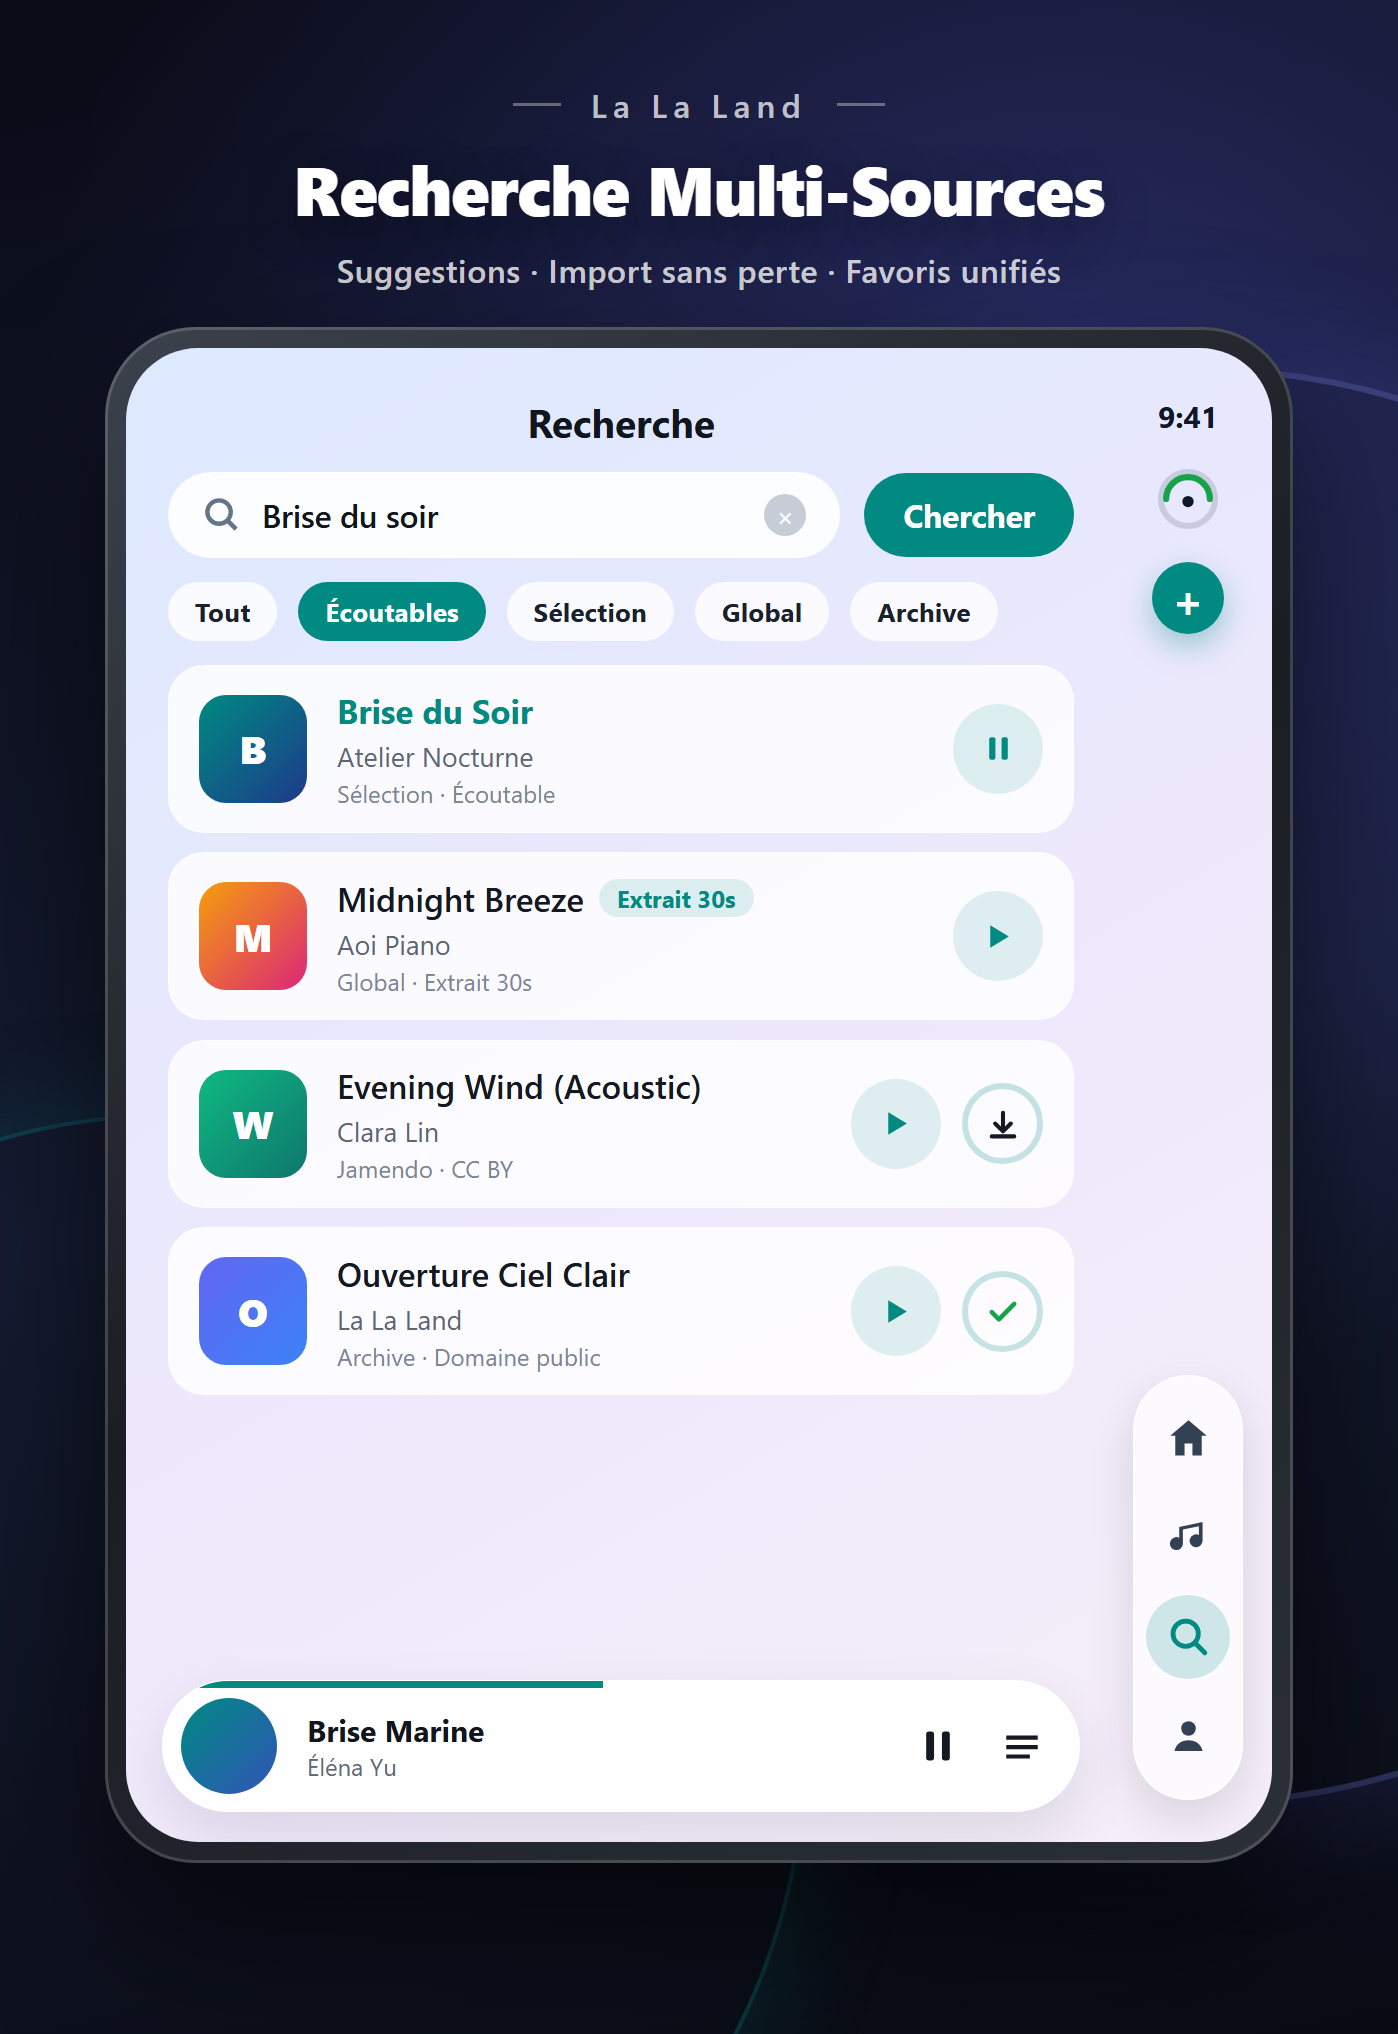 La La Land
Recherche Multi-Sources
Suggestions · Import sans perte · Favoris unifiés
Recherche
9:41
Brise du soir
Chercher
Tout
Écoutables
Sélection
Global
Archive
+
B
Brise du Soir
Atelier Nocturne
Sélection · Écoutable
M
Midnight Breeze
Extrait 30s
Aoi Piano
Global · Extrait 30s
W
Evening Wind (Acoustic)
Clara Lin
Jamendo · CC BY
O
Ouverture Ciel Clair
La La Land
Archive · Domaine public
Brise Marine
Éléna Yu